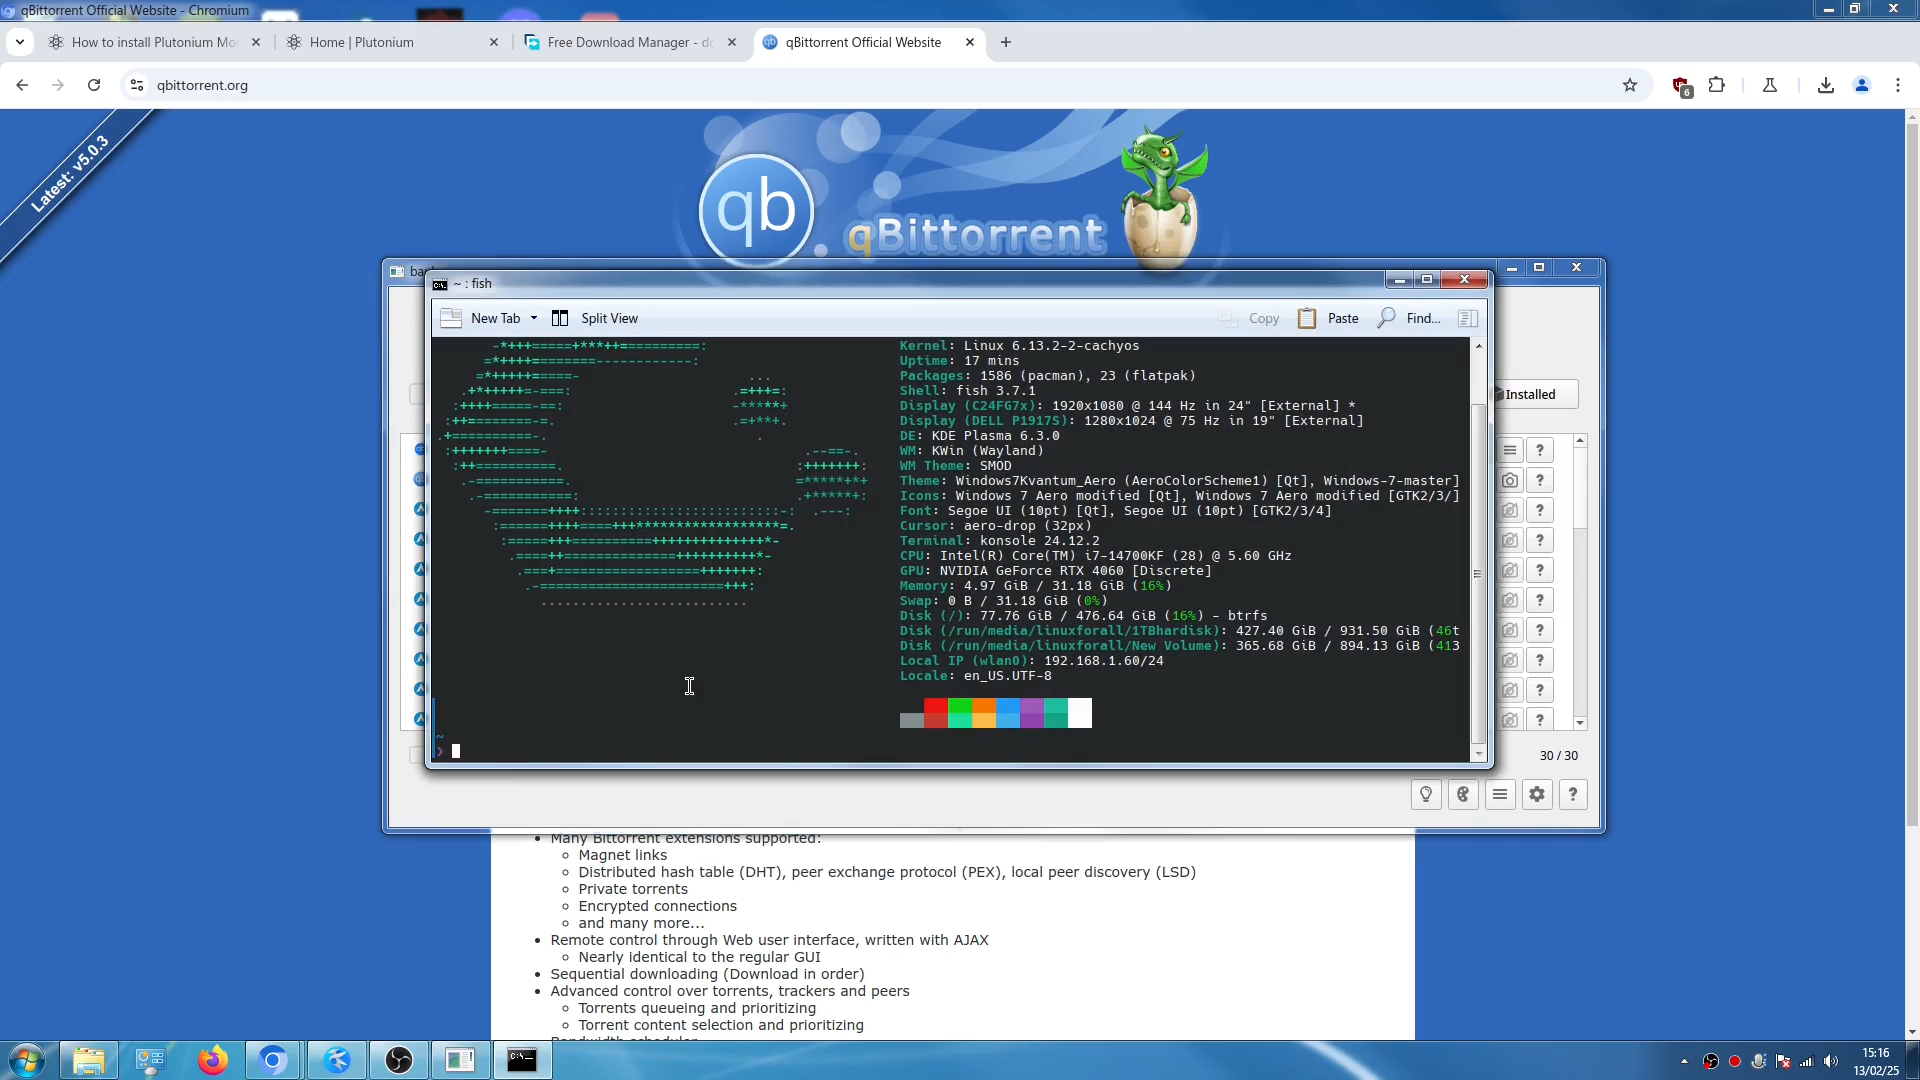 qBittorrent Official Website - Chromium
How to install Plutonium Mo
Home | Plutonium
Free Download Manager - do
qBittorrent Official Website
qbittorrent.org
6
Latest: v5.0.3
qb
qBittorrent
~ : fish
New Tab
Split View
Copy
Paste
Find...
Kernel: Linux 6.13.2-2-cachyos
Uptime: 17 mins
Packages: 1586 (pacman), 23 (flatpak)
Shell: fish 3.7.1
Display (C24FG7x): 1920x1080 @ 144 Hz in 24" [External] *
Display (DELL P1917S): 1280x1024 @ 75 Hz in 19" [External]
DE: KDE Plasma 6.3.0
WM: KWin (Wayland)
WM Theme: SMOD
Theme: Windows7Kvantum_Aero (AeroColorScheme1) [Qt], Windows-7-master]
Icons: Windows 7 Aero modified [Qt], Windows 7 Aero modified [GTK2/3/]
Font: Segoe UI (10pt) [Qt], Segoe UI (10pt) [GTK2/3/4]
Cursor: aero-drop (32px)
Terminal: konsole 24.12.2
CPU: Intel(R) Core(TM) i7-14700KF (28) @ 5.60 GHz
GPU: NVIDIA GeForce RTX 4060 [Discrete]
Memory: 4.97 GiB / 31.18 GiB (16%)
Swap: 0 B / 31.18 GiB (0%)
Disk (/): 77.76 GiB / 476.64 GiB (16%) - btrfs
Disk (/run/media/linuxforall/1TBhardisk): 427.40 GiB / 931.50 GiB (46t
Disk (/run/media/linuxforall/New Volume): 365.68 GiB / 894.13 GiB (413
Local IP (wlan0): 192.168.1.60/24
Locale: en_US.UTF-8
~
❯
Installed
30 / 30
Many Bittorrent extensions supported:
Magnet links
Distributed hash table (DHT), peer exchange protocol (PEX), local peer discovery (LSD)
Private torrents
Encrypted connections
and many more...
Remote control through Web user interface, written with AJAX
Nearly identical to the regular GUI
Sequential downloading (Download in order)
Advanced control over torrents, trackers and peers
Torrents queueing and prioritizing
Torrent content selection and prioritizing
Bandwidth scheduler
15:16
13/02/25